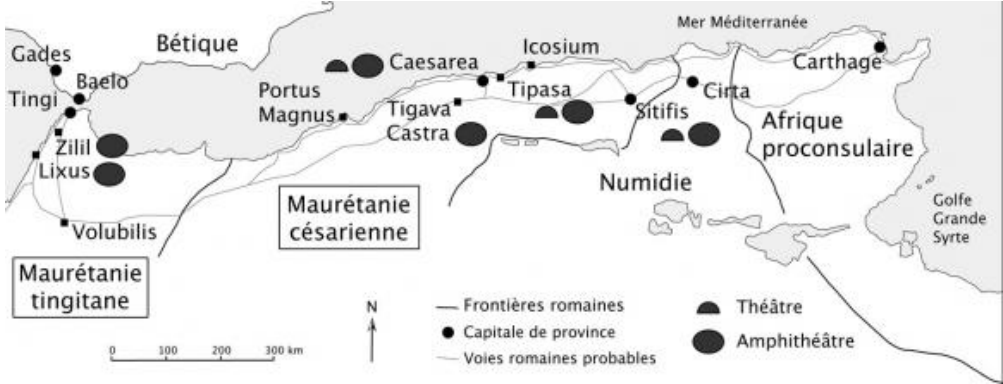 Mer Méditerranée
Bétique
Gades
Icosium
Caesarea
Carthage
Baelo
Tingi
Portus
Magnus
Tipasa
Cirta
Tigava
Castra
Sitifis
Afrique
proconsulaire
Zilil
Lixus
Numidie
Maurétanie
césarienne
Golfe
Grande
Syrte
Volubilis
Maurétanie
tingitane
N
Frontières romaines
Capitale de province
Voies romaines probables
Théâtre
Amphithéâtre
0 100 200 300 km